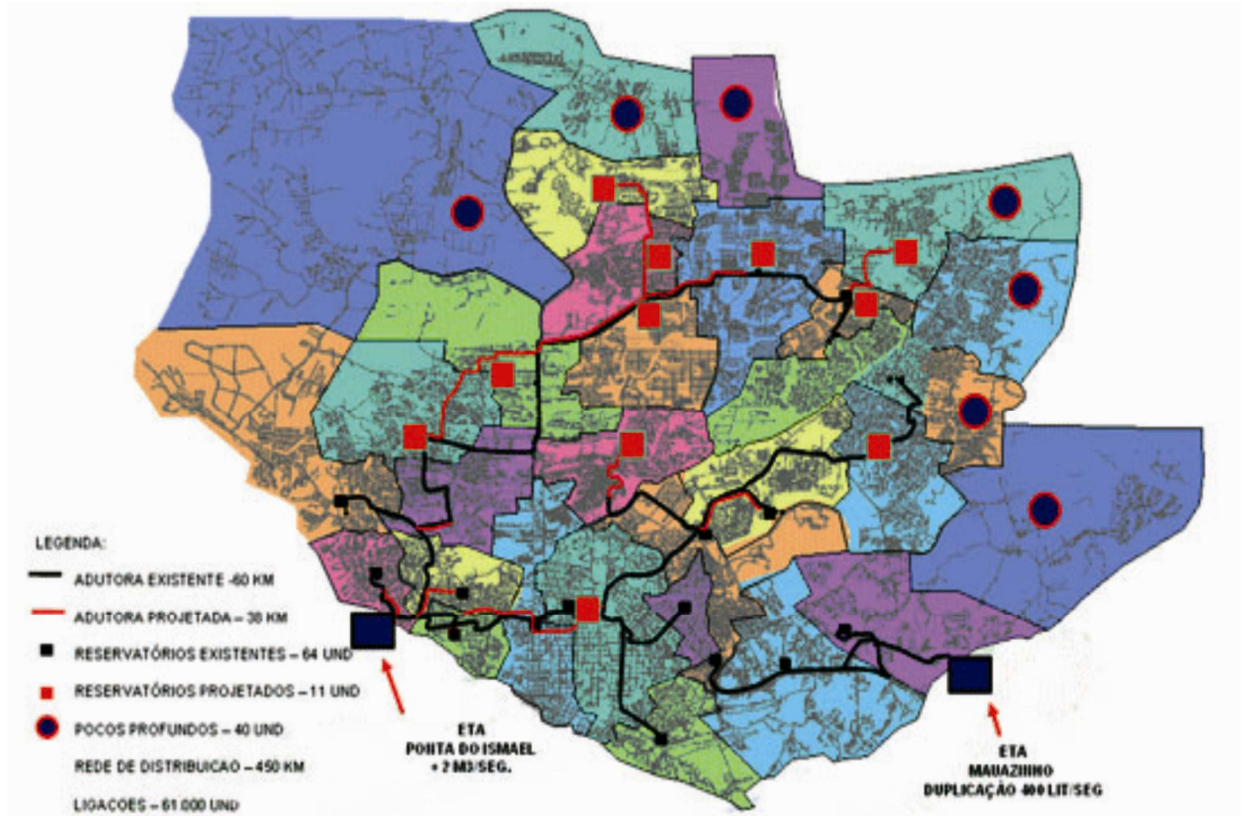 LEGENDA:
ADUTORA EXISTENTE -60 KM
ADUTORA PROJETADA – 38 KM
RESERVATÓRIOS EXISTENTES – 64 UND
RESERVATÓRIOS PROJETADOS – 11 UND
POCOS PROFUNDOS – 40 UND
REDE DE DISTRIBUICAO – 450 KM
LIGACOES – 61.000 UND
ETA
PONTA DO ISMAEL
+ 2 M3/SEG.
ETA
MAUAZINHO
DUPLICAÇÃO 400 LIT/SEG